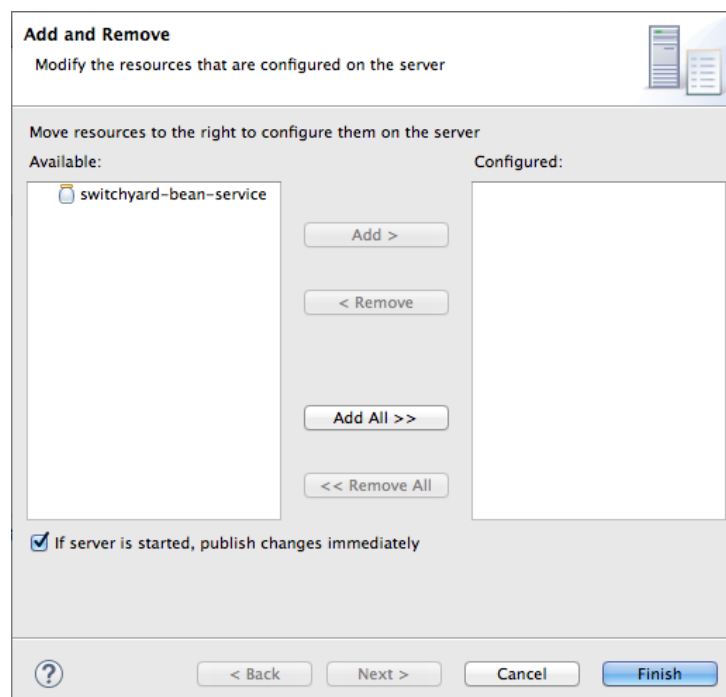 Add and Remove
Modify the resources that are configured on the server
Move resources to the right to configure them on the server
Available:
Configured:
switchyard-bean-service
Add >
< Remove
Add All >>
<< Remove All
If server is started, publish changes immediately
?
< Back
Next >
Cancel
Finish